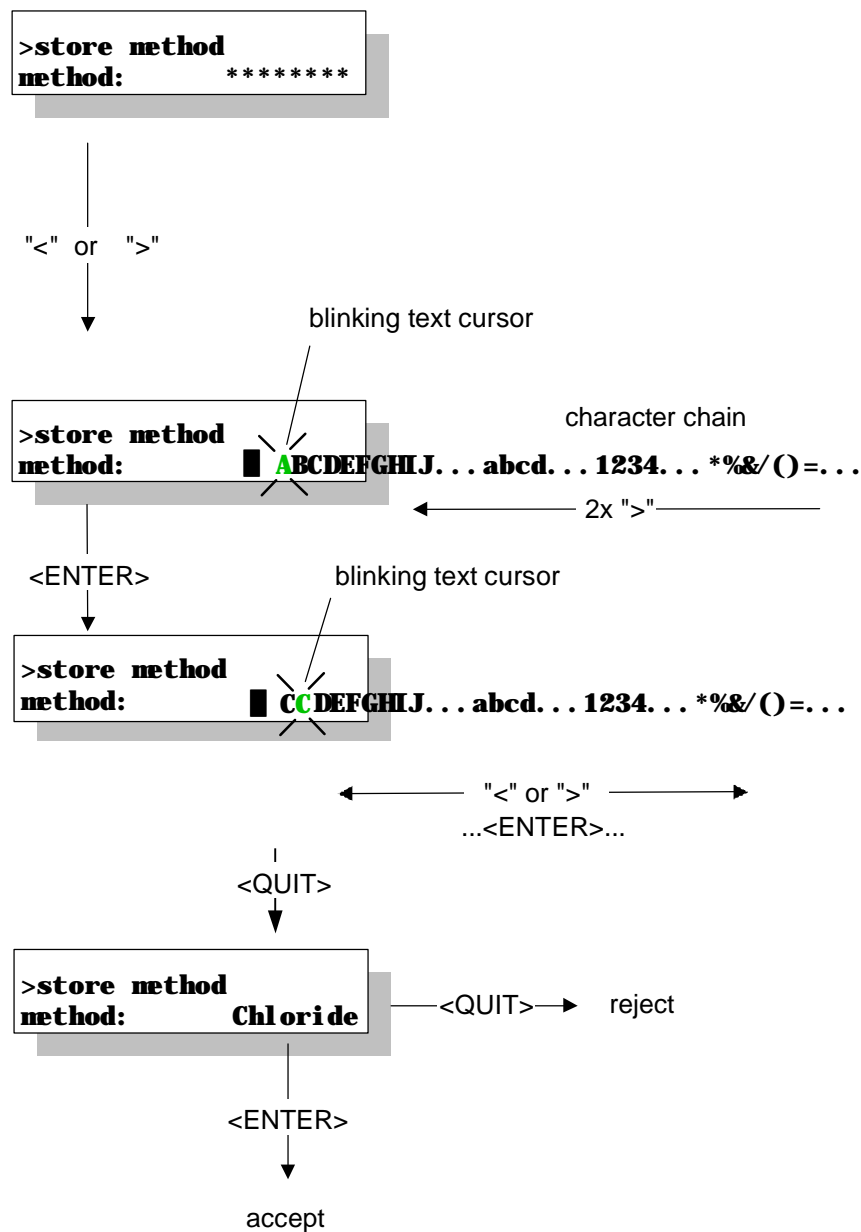 >store method
method: ********
"<" or ">"
blinking text cursor
character chain
>store method
method: ABCDEFGHIJ...abcd...1234...*%&/()=...
2x ">"
<ENTER>
blinking text cursor
>store method
method: CCDEFGHIJ...abcd...1234...*%&/()=...
"<" or ">"
...<ENTER>...
<QUIT>
>store method
method: Chloride
<QUIT> reject
<ENTER>
accept